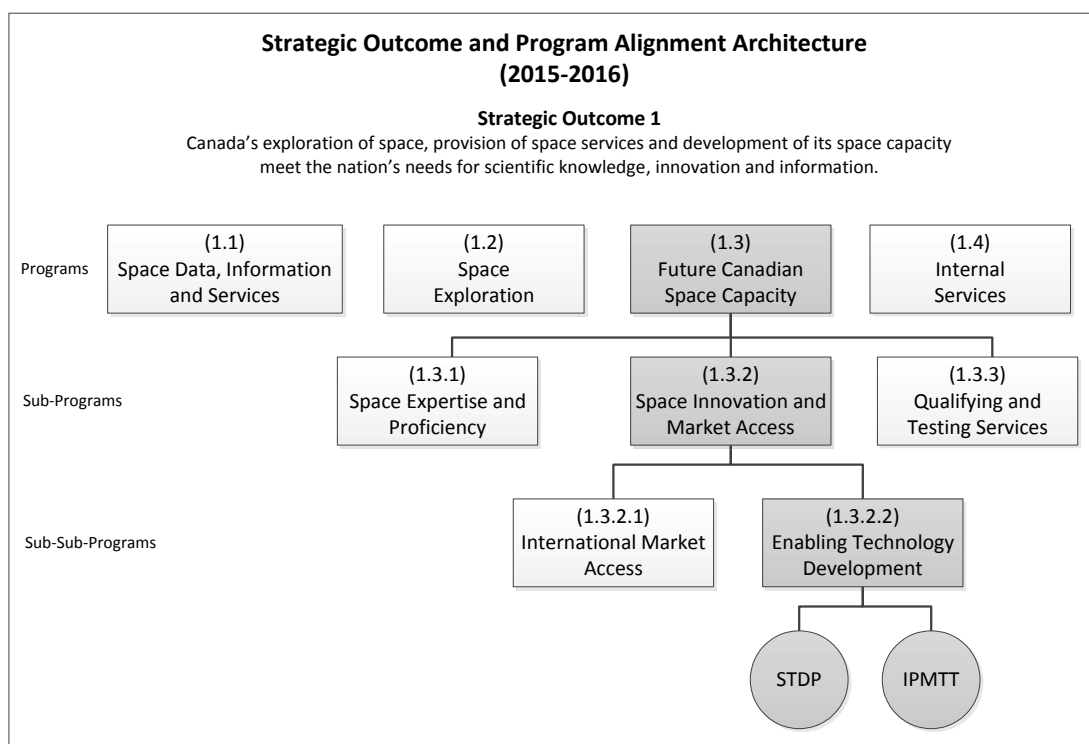 Strategic Outcome and Program Alignment Architecture
(2015-2016)
Strategic Outcome 1
Canada’s exploration of space, provision of space services and development of its space capacity
meet the nation’s needs for scientific knowledge, innovation and information.
Programs
(1.1)
Space Data, Information
and Services
(1.2)
Space
Exploration
(1.3)
Future Canadian
Space Capacity
(1.4)
Internal
Services
Sub-Programs
(1.3.1)
Space Expertise and
Proficiency
(1.3.2)
Space Innovation and
Market Access
(1.3.3)
Qualifying and
Testing Services
Sub-Sub-Programs
(1.3.2.1)
International Market
Access
(1.3.2.2)
Enabling Technology
Development
STDP
IPMTT